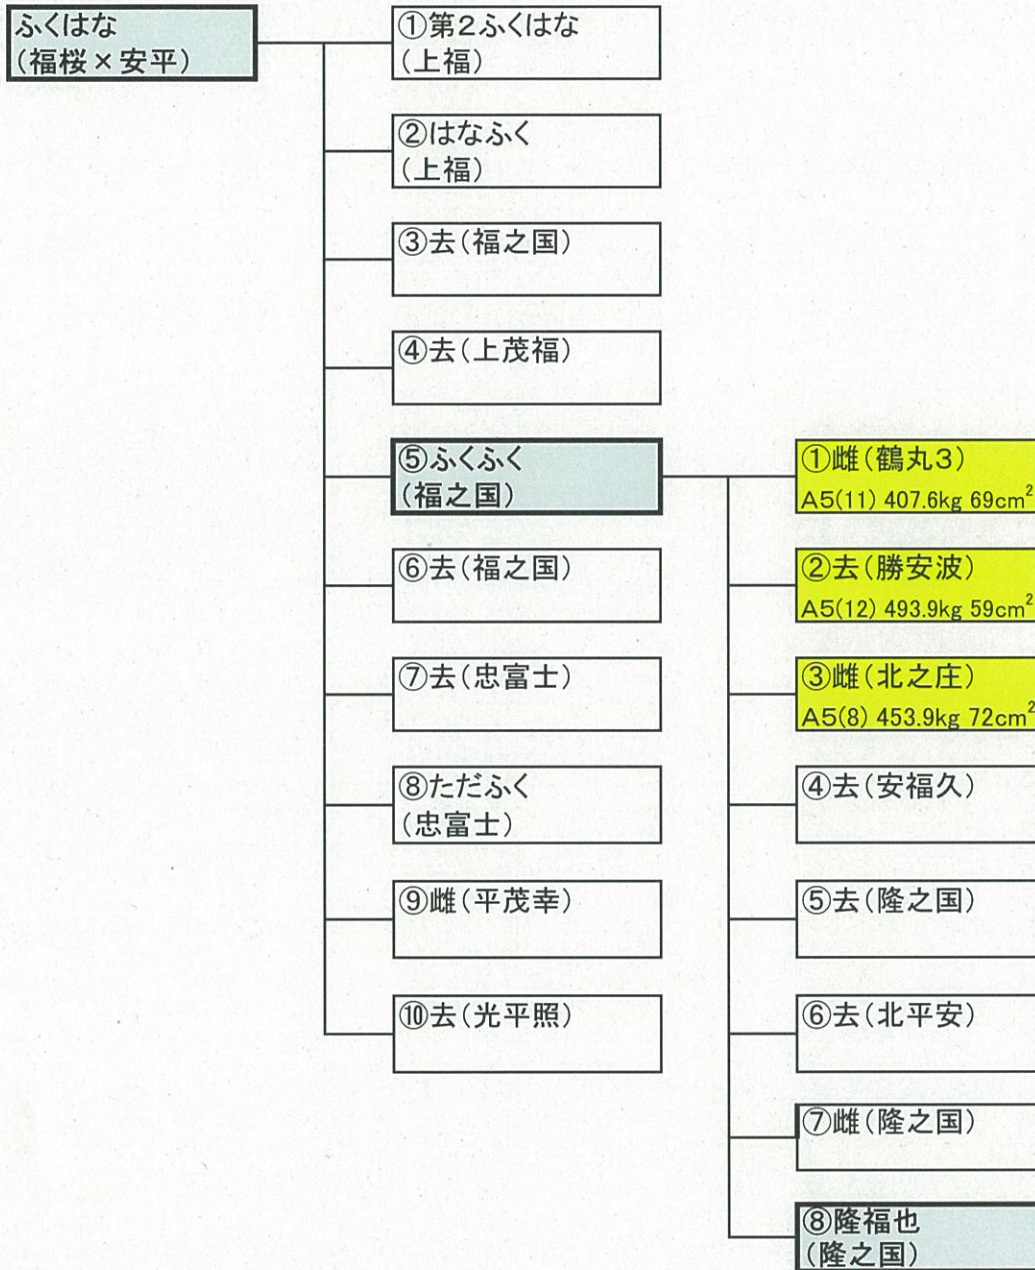 ふくはな
(福桜×安平)
①第2ふくはな
(上福)
②はなふく
(上福)
③去(福之国)
④去(上茂福)
⑤ふくふく
(福之国)
⑥去(福之国)
⑦去(忠富士)
⑧ただふく
(忠富士)
⑨雌(平茂幸)
⑩去(光平照)
①雌(鶴丸3)
A5(11) 407.6kg 69cm²
②去(勝安波)
A5(12) 493.9kg 59cm²
③雌(北之庄)
A5(8) 453.9kg 72cm²
④去(安福久)
⑤去(隆之国)
⑥去(北平安)
⑦雌(隆之国)
⑧隆福也
(隆之国)